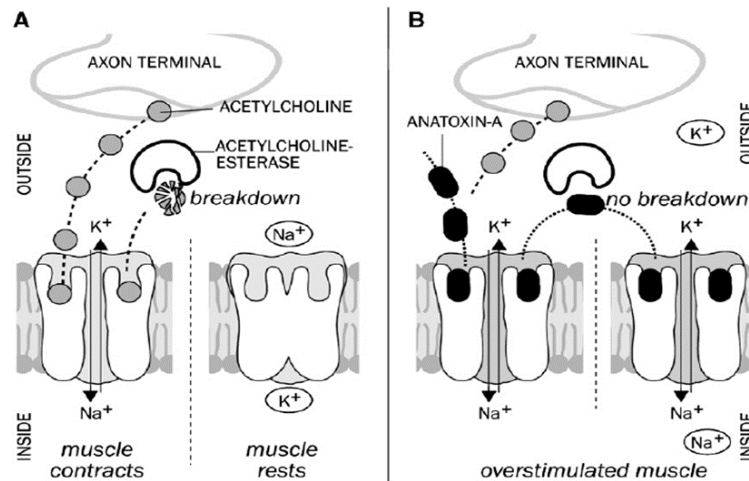 A
AXON TERMINAL
ACETYLCHOLINE
ACETYLCHOLINE-
ESTERASE
breakdown
OUTSIDE
K+
Na+
Na+
K+
INSIDE
muscle
contracts
muscle
rests
B
AXON TERMINAL
ANATOXIN-A
K+
OUTSIDE
no breakdown
K+
K+
Na+
Na+
Na+
INSIDE
overstimulated muscle